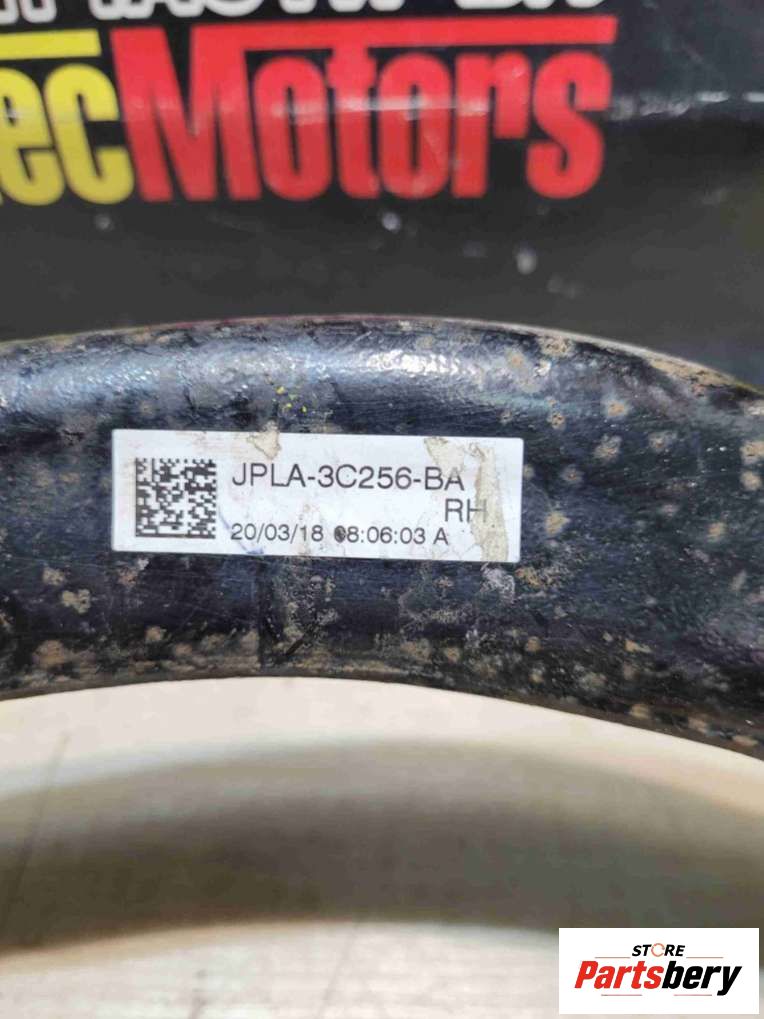 ecMotors
JPLA-3C256-BA
RH
20/03/18 08:06:03 A
STORE
Partsbery